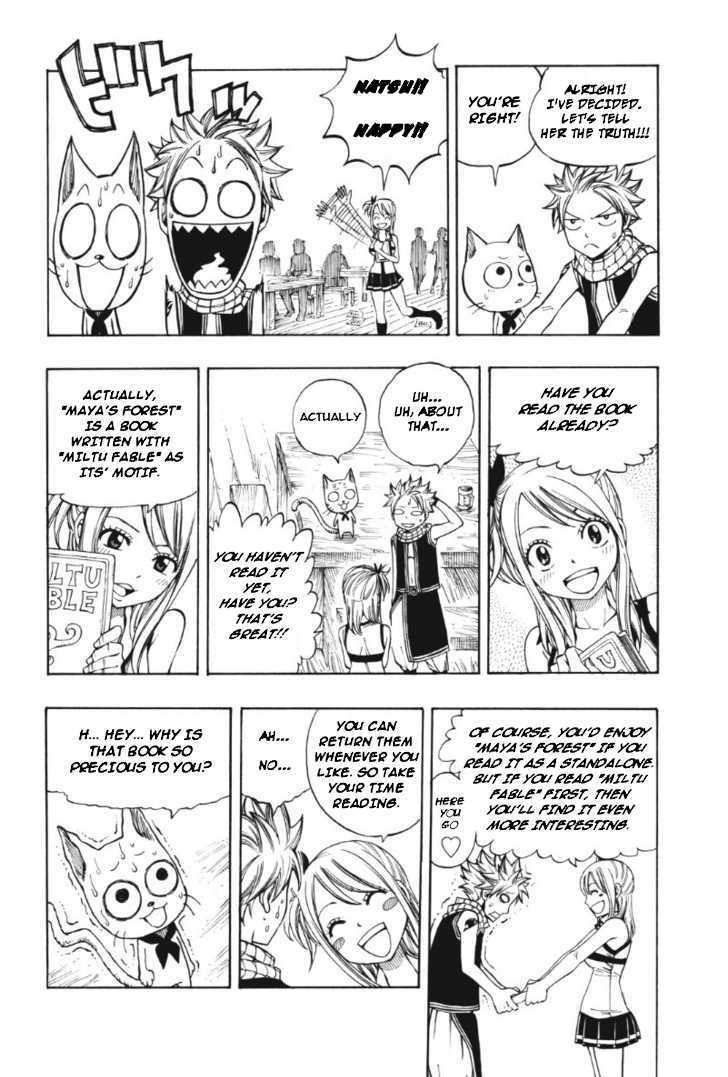 ALRIGHT!
I'VE DECIDED.
LET'S TELL
HER THE TRUTH!!!
YOU'RE
RIGHT!
NATSU!!
HAPPY!!
HAVE YOU
READ THE BOOK
ALREADY?
UH...
UH, ABOUT
THAT...
ACTUALLY
YOU HAVEN'T
READ IT
YET,
HAVE YOU?
THAT'S
GREAT!!
ACTUALLY,
"MAYA'S FOREST"
IS A BOOK
WRITTEN WITH
"MILTU FABLE" AS
ITS' MOTIF.
MILTU
FABLE
OF COURSE, YOU'D ENJOY
"MAYA'S FOREST" IF YOU
READ IT AS A STANDALONE.
BUT IF YOU READ "MILTU
FABLE" FIRST, THEN
YOU'LL FIND IT EVEN
MORE INTERESTING.
HERE
YOU
GO
♡
YOU CAN
RETURN THEM
WHENEVER YOU
LIKE. SO TAKE
YOUR TIME
READING.
AH...
NO...
H... HEY... WHY IS
THAT BOOK SO
PRECIOUS TO YOU?